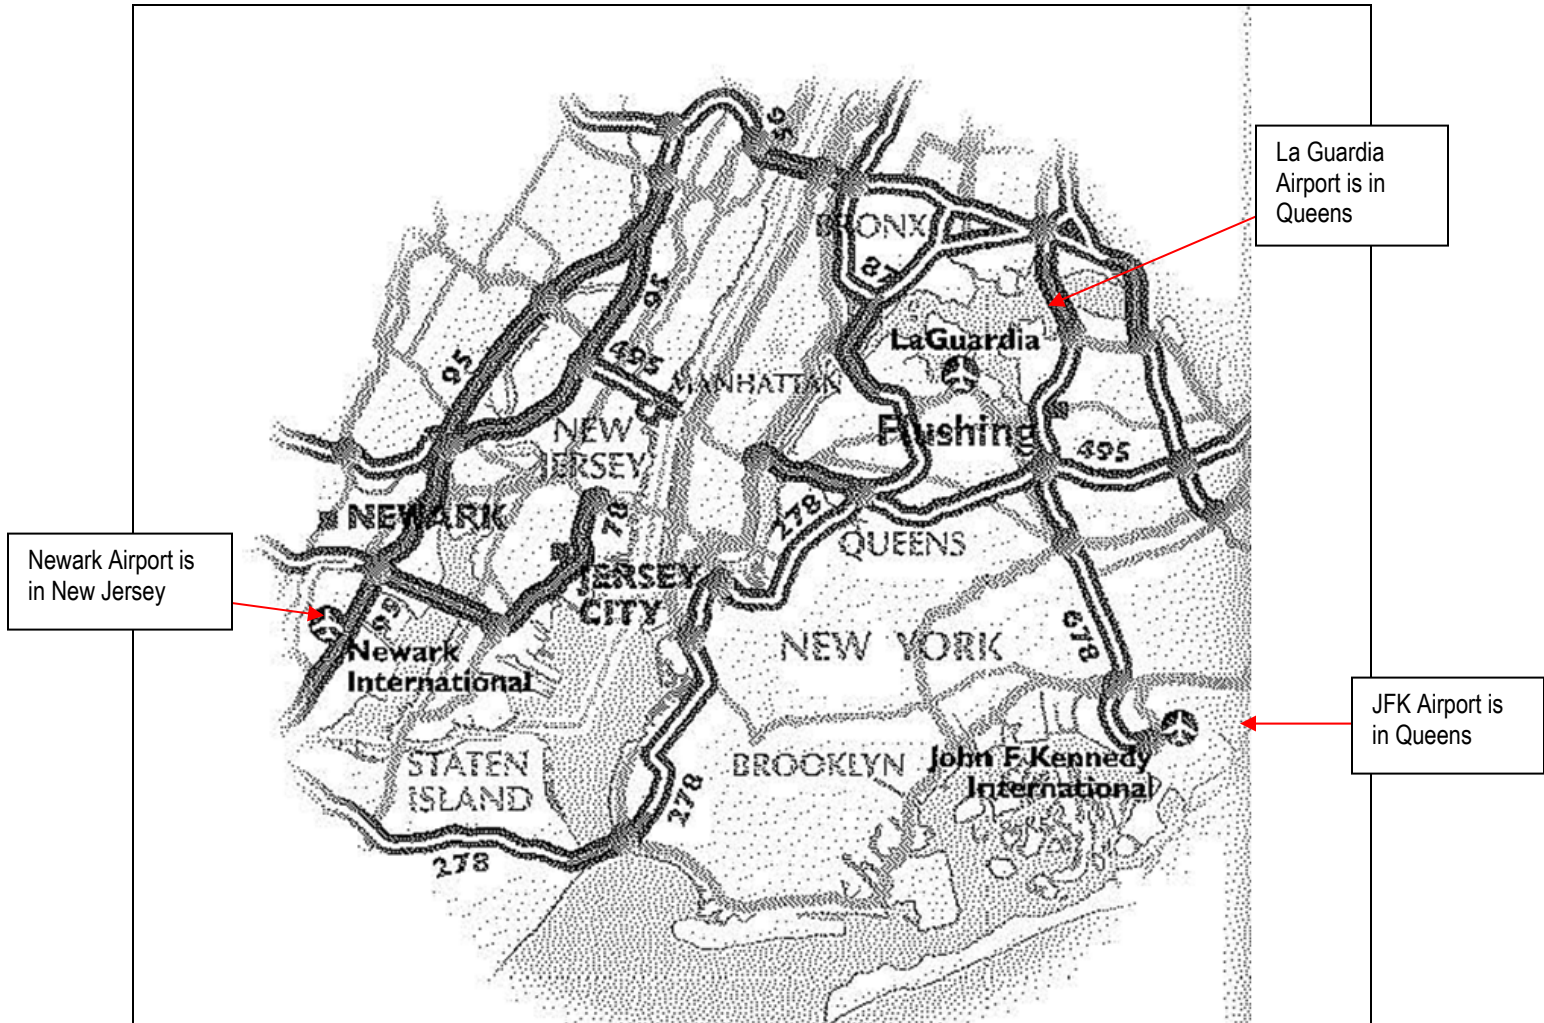 95
La Guardia
Airport is in
Queens
BRONX
87
95
LaGuardia
495
95
MANHATTAN
NEW
JERSEY
Flushing
495
NEWARK
78
278
QUEENS
Newark Airport is
in New Jersey
JERSEY
CITY
95
Newark
International
NEW YORK
678
JFK Airport is
in Queens
STATEN
ISLAND
BROOKLYN
John F Kennedy
International
278
278